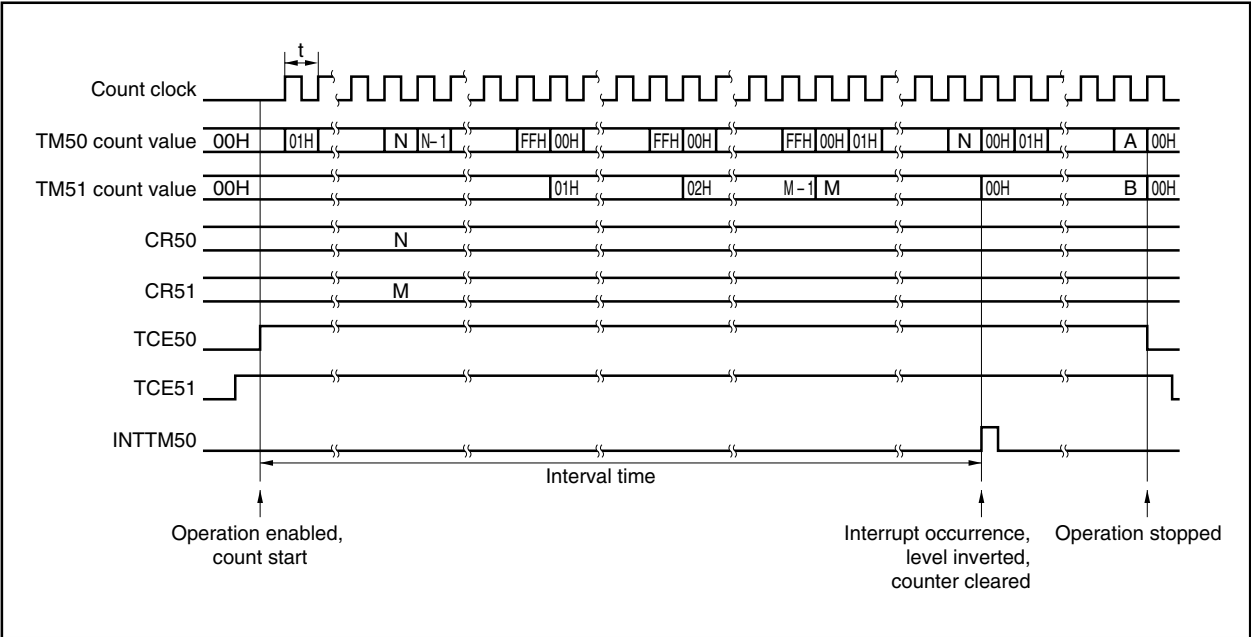 t
Count clock
TM50 count value 00H 01H N N–1 FFH 00H FFH 00H FFH 00H 01H N 00H 01H A 00H
TM51 count value 00H 01H 02H M–1 M 00H B 00H
CR50 N
CR51 M
TCE50
TCE51
INTTM50
Interval time
Operation enabled,
count start
Interrupt occurrence,
level inverted,
counter cleared
Operation stopped